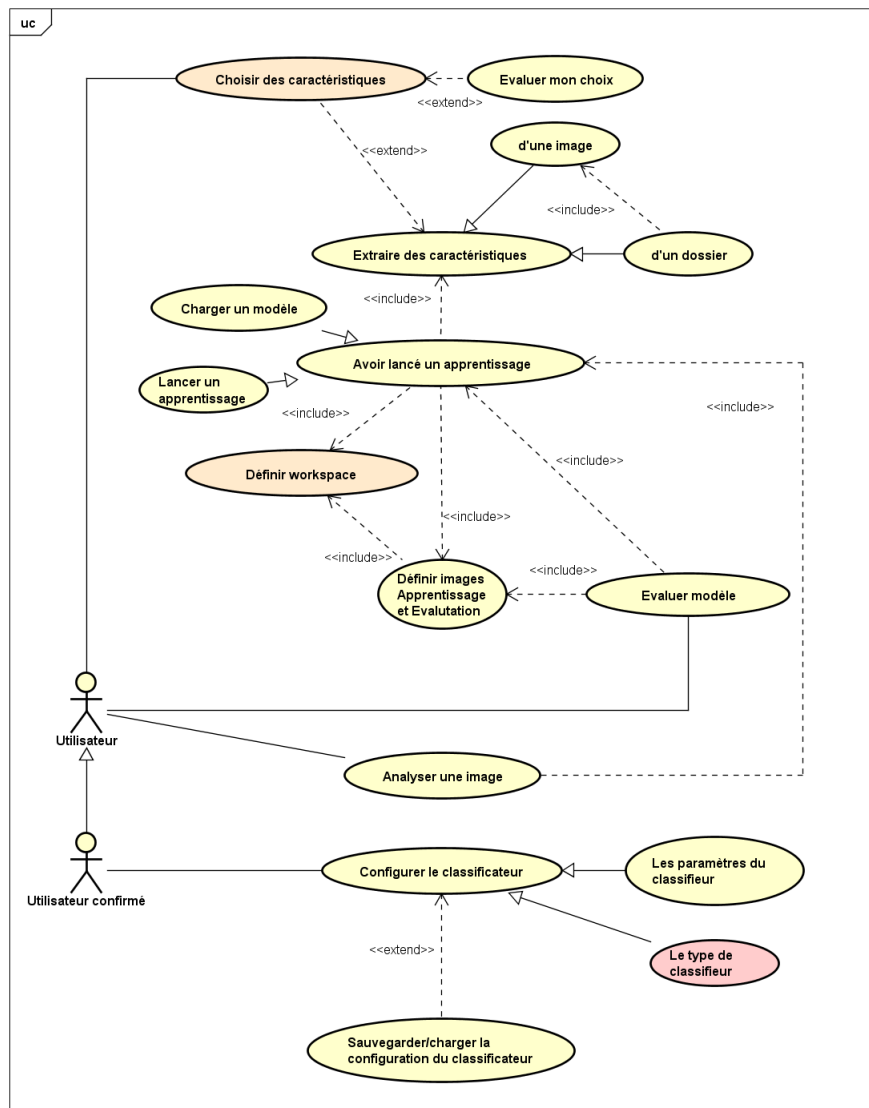 uc
Choisir des caractéristiques
Evaluer mon choix
<<extend>>
d'une image
<<extend>>
<<include>>
Extraire des caractéristiques
d'un dossier
<<include>>
Charger un modèle
Avoir lancé un apprentissage
Lancer un
apprentissage
<<include>>
<<include>>
<<include>>
Définir workspace
<<include>>
<<include>>
<<include>>
Définir images
Apprentissage
et Evalutation
Evaluer modèle
Utilisateur
Analyser une image
Configurer le classificateur
Les paramètres du
classifieur
Utilisateur confirmé
<<extend>>
Le type de
classifieur
Sauvegarder/charger la
configuration du classificateur